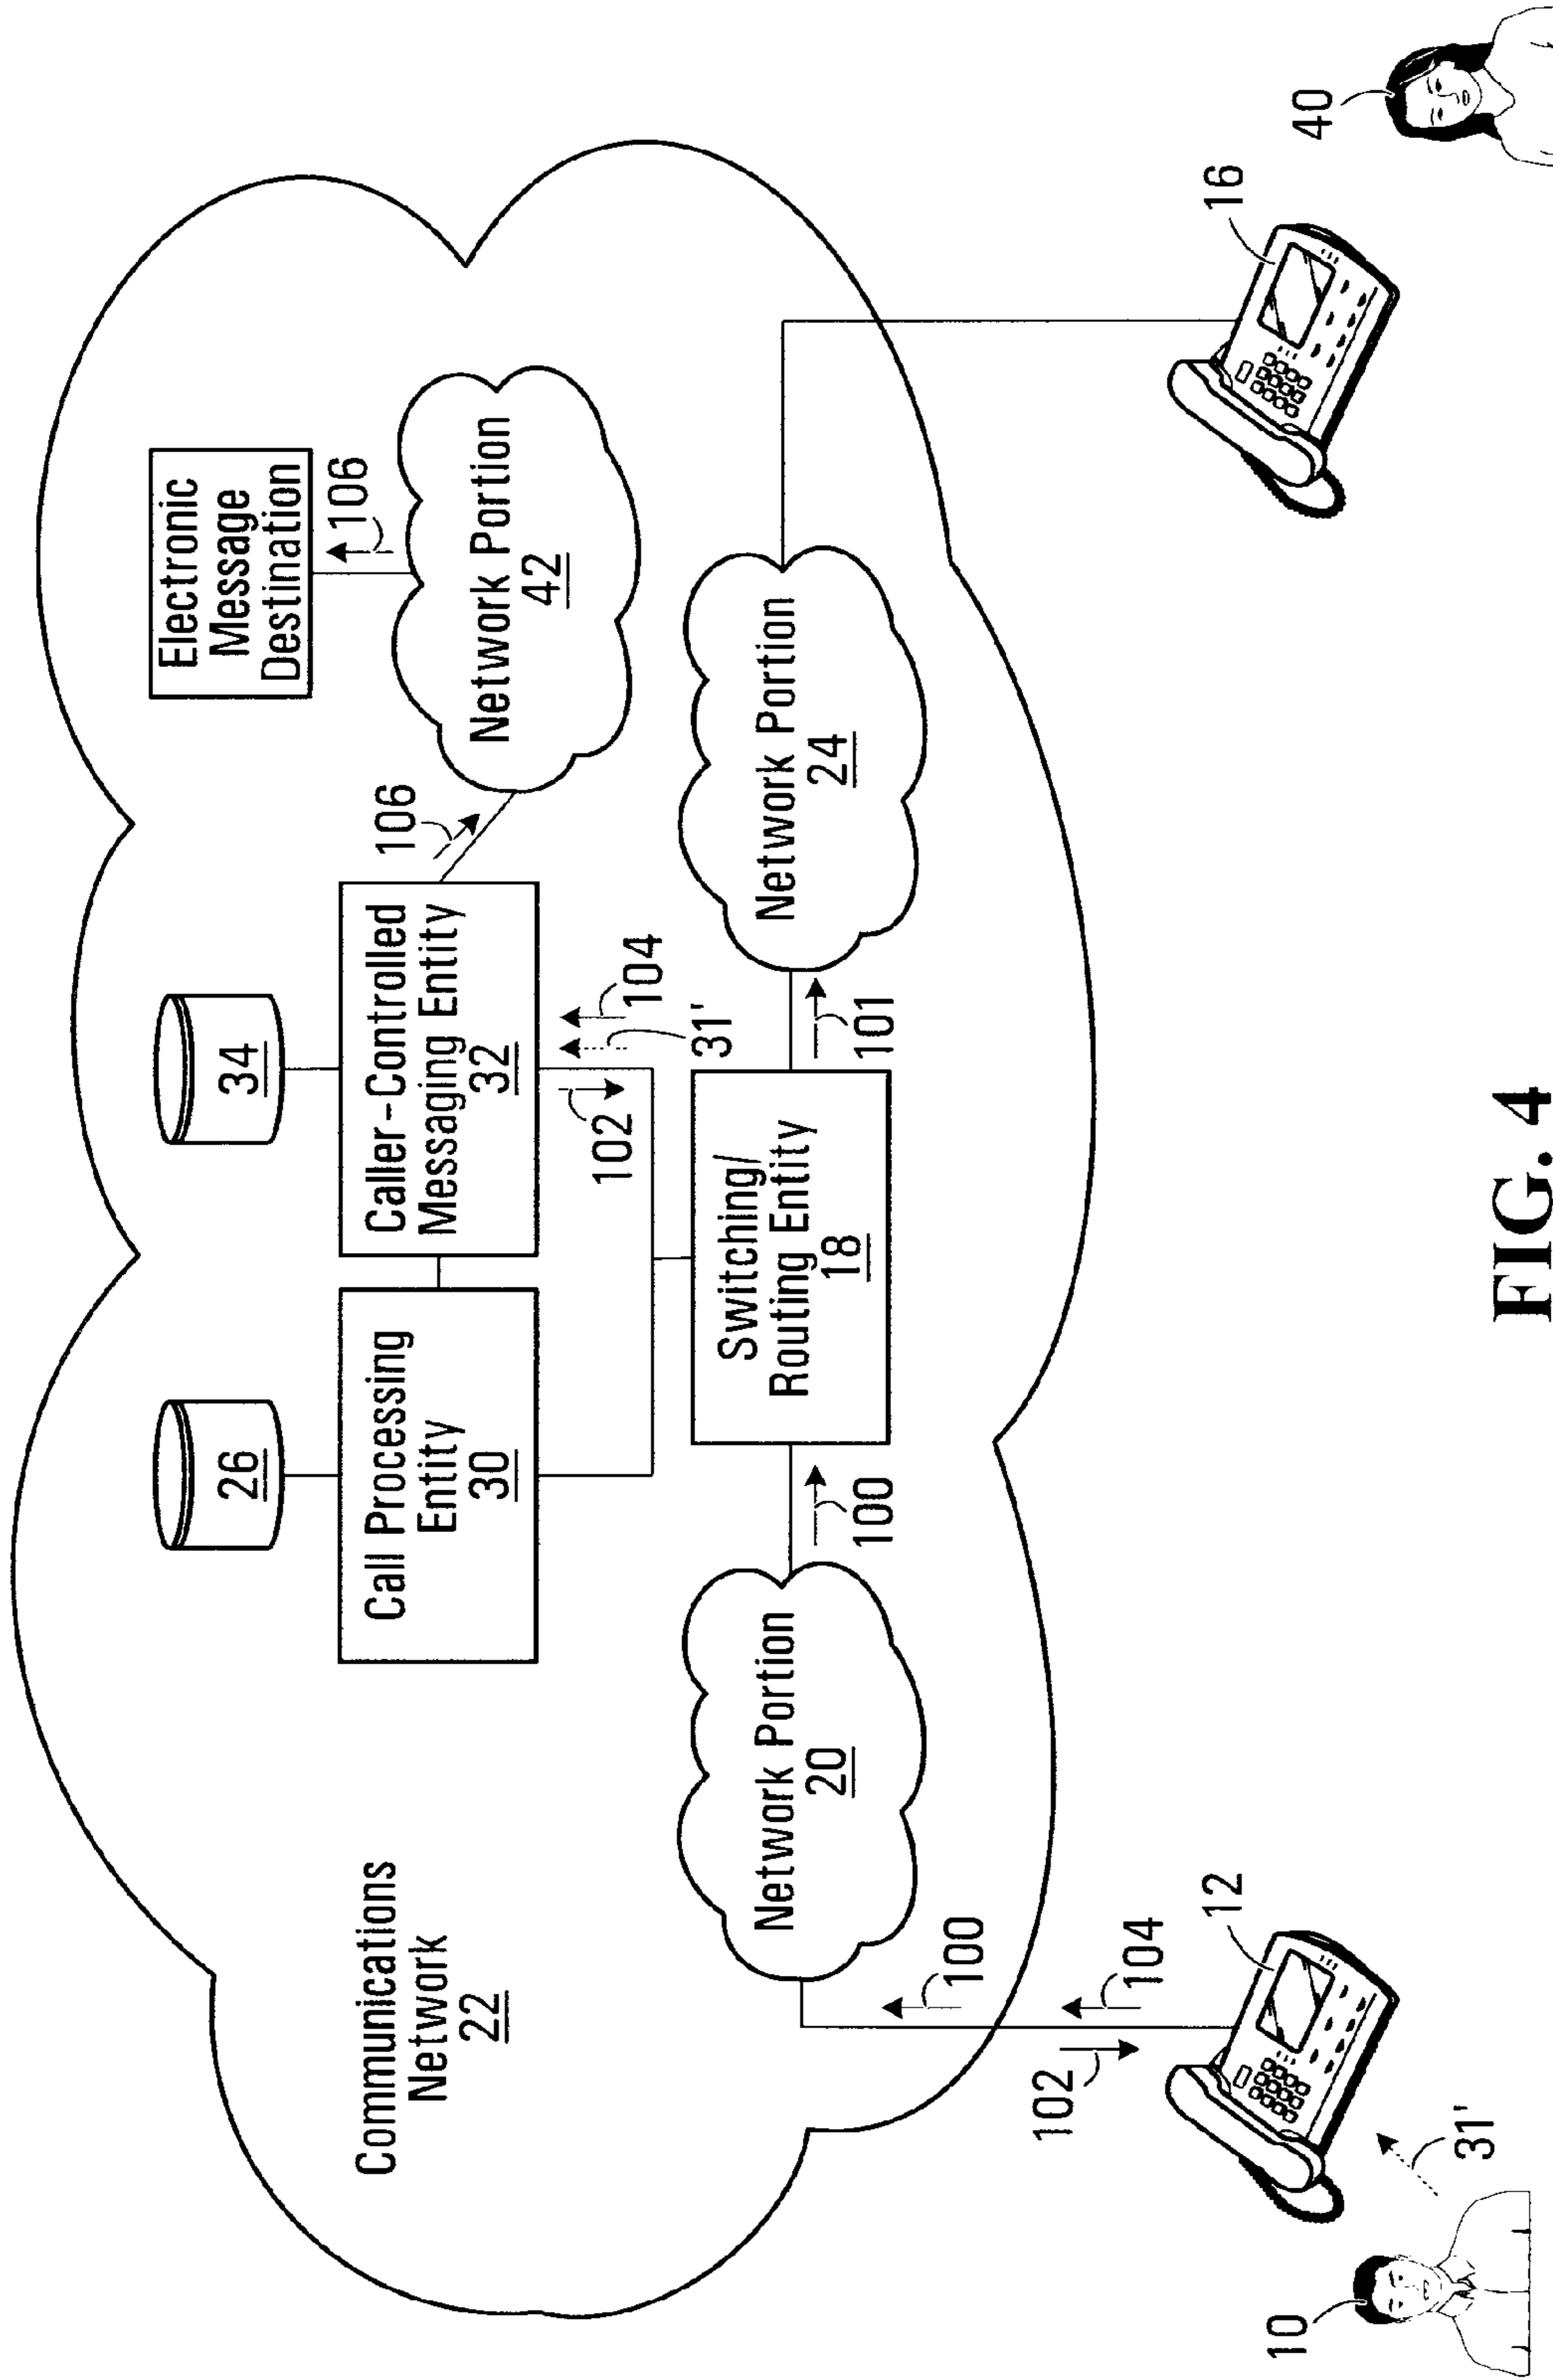 Communications
Network
22
26
34
Call Processing
Entity
30
Caller-Controlled
Messaging Entity
32
Electronic
Message
Destination
106
106
Network Portion
42
102
31'
104
Switching/
Routing Entity
18
Network Portion
20
100
101
Network Portion
24
100
102
104
12
16
10
31'
40
FIG. 4